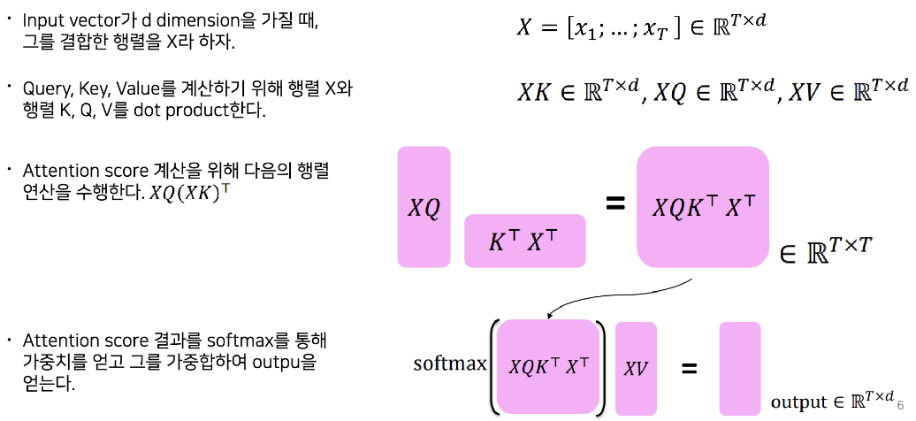 · Input vector가 d dimension을 가질 때,
그를 결합한 행렬을 X라 하자.
X = [x₁; …; x_T] ∈ ℝ^{T×d}
· Query, Key, Value를 계산하기 위해 행렬 X와
행렬 K, Q, V를 dot product한다.
XK ∈ ℝ^{T×d}, XQ ∈ ℝ^{T×d}, XV ∈ ℝ^{T×d}
· Attention score 계산을 위해 다음의 행렬
연산을 수행한다. XQ(XK)^⊤
XQ
K^⊤ X^⊤
=
XQK^⊤ X^⊤
∈ ℝ^{T×T}
· Attention score 결과를 softmax를 통해
가중치를 얻고 그를 가중합하여 outpu을
얻는다.
softmax
(XQK^⊤ X^⊤)
XV
=
output ∈ ℝ^{T×d}
6